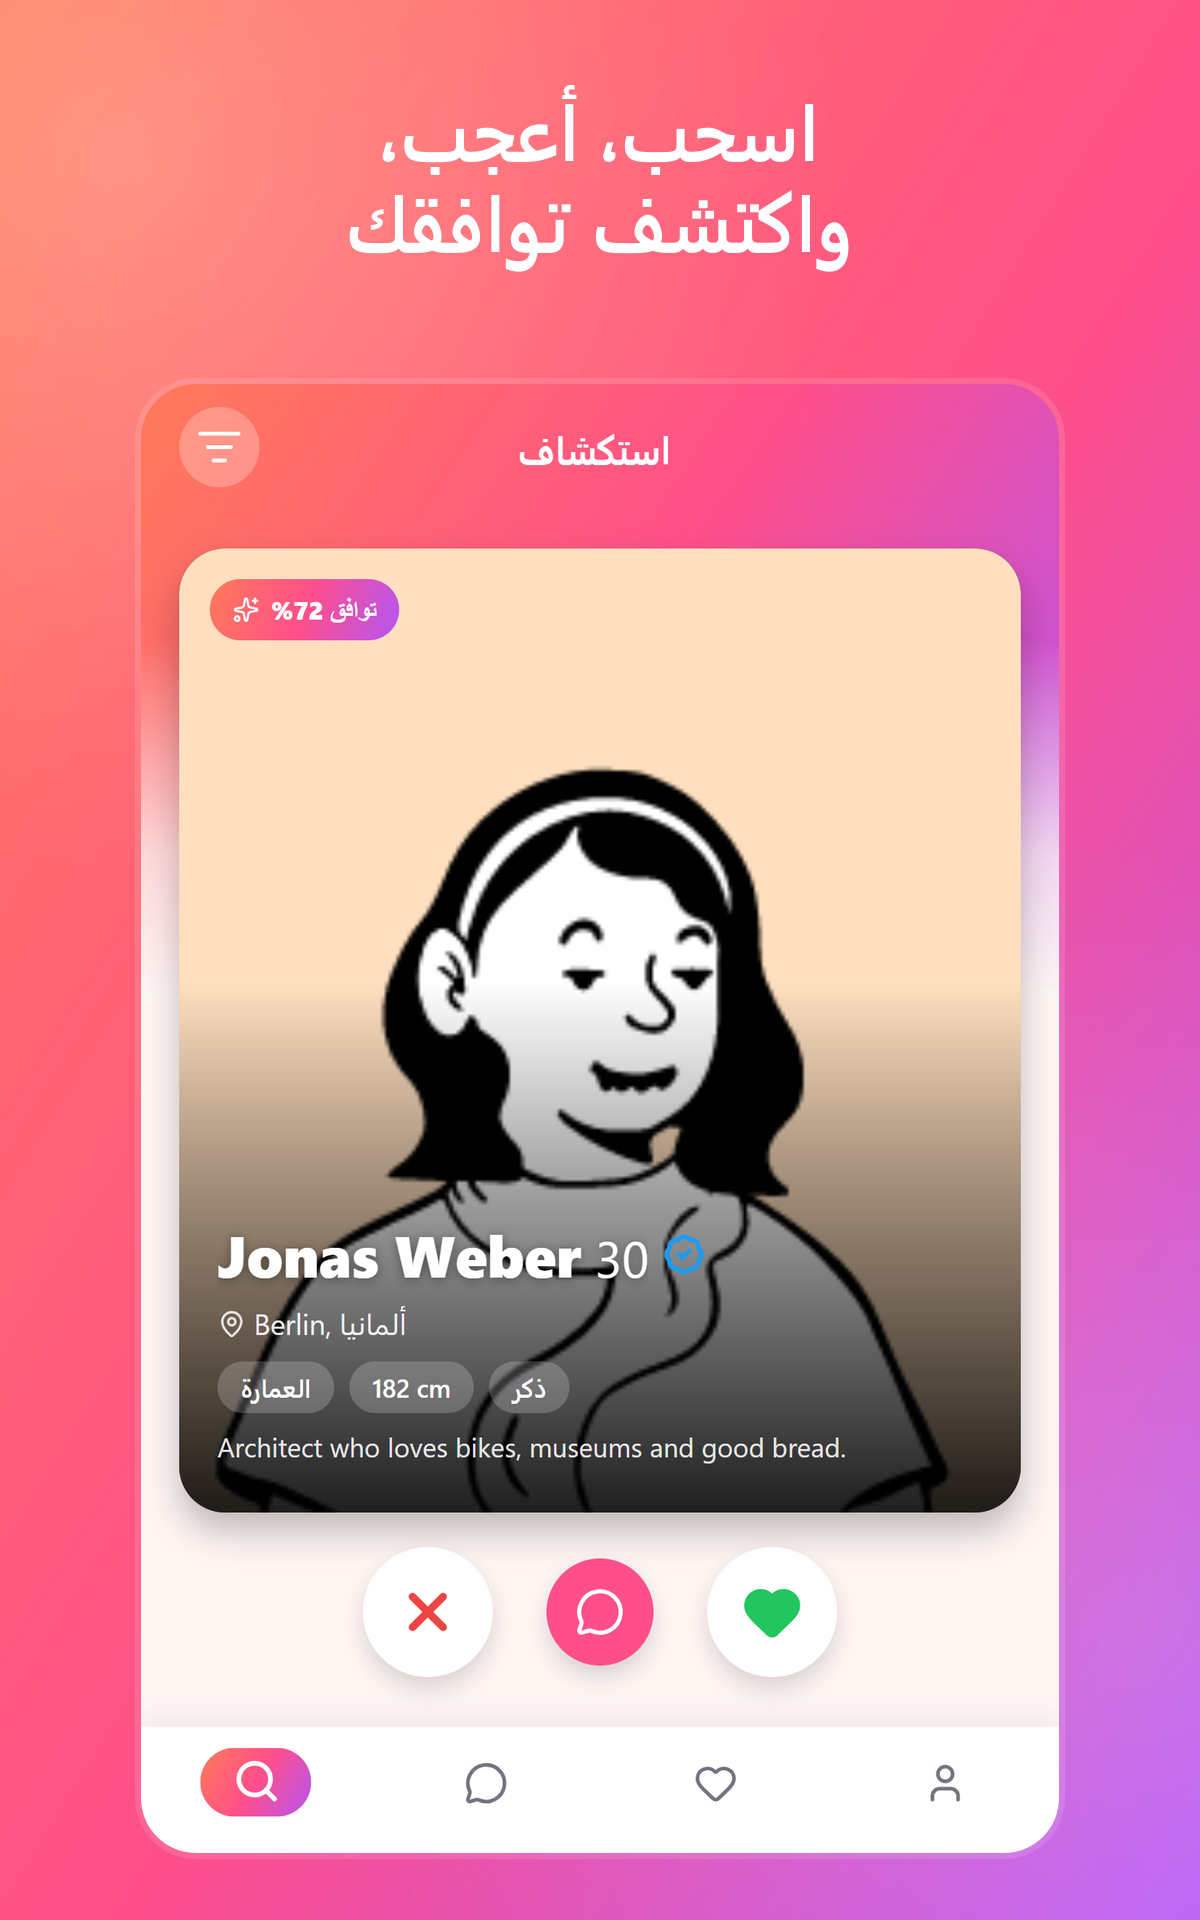 اسحب، أعجب،
واكتشف توافقك
استكشاف
توافق 72%
Jonas Weber 30
Berlin, ألمانيا
العمارة
182 cm
ذكر
Architect who loves bikes, museums and good bread.